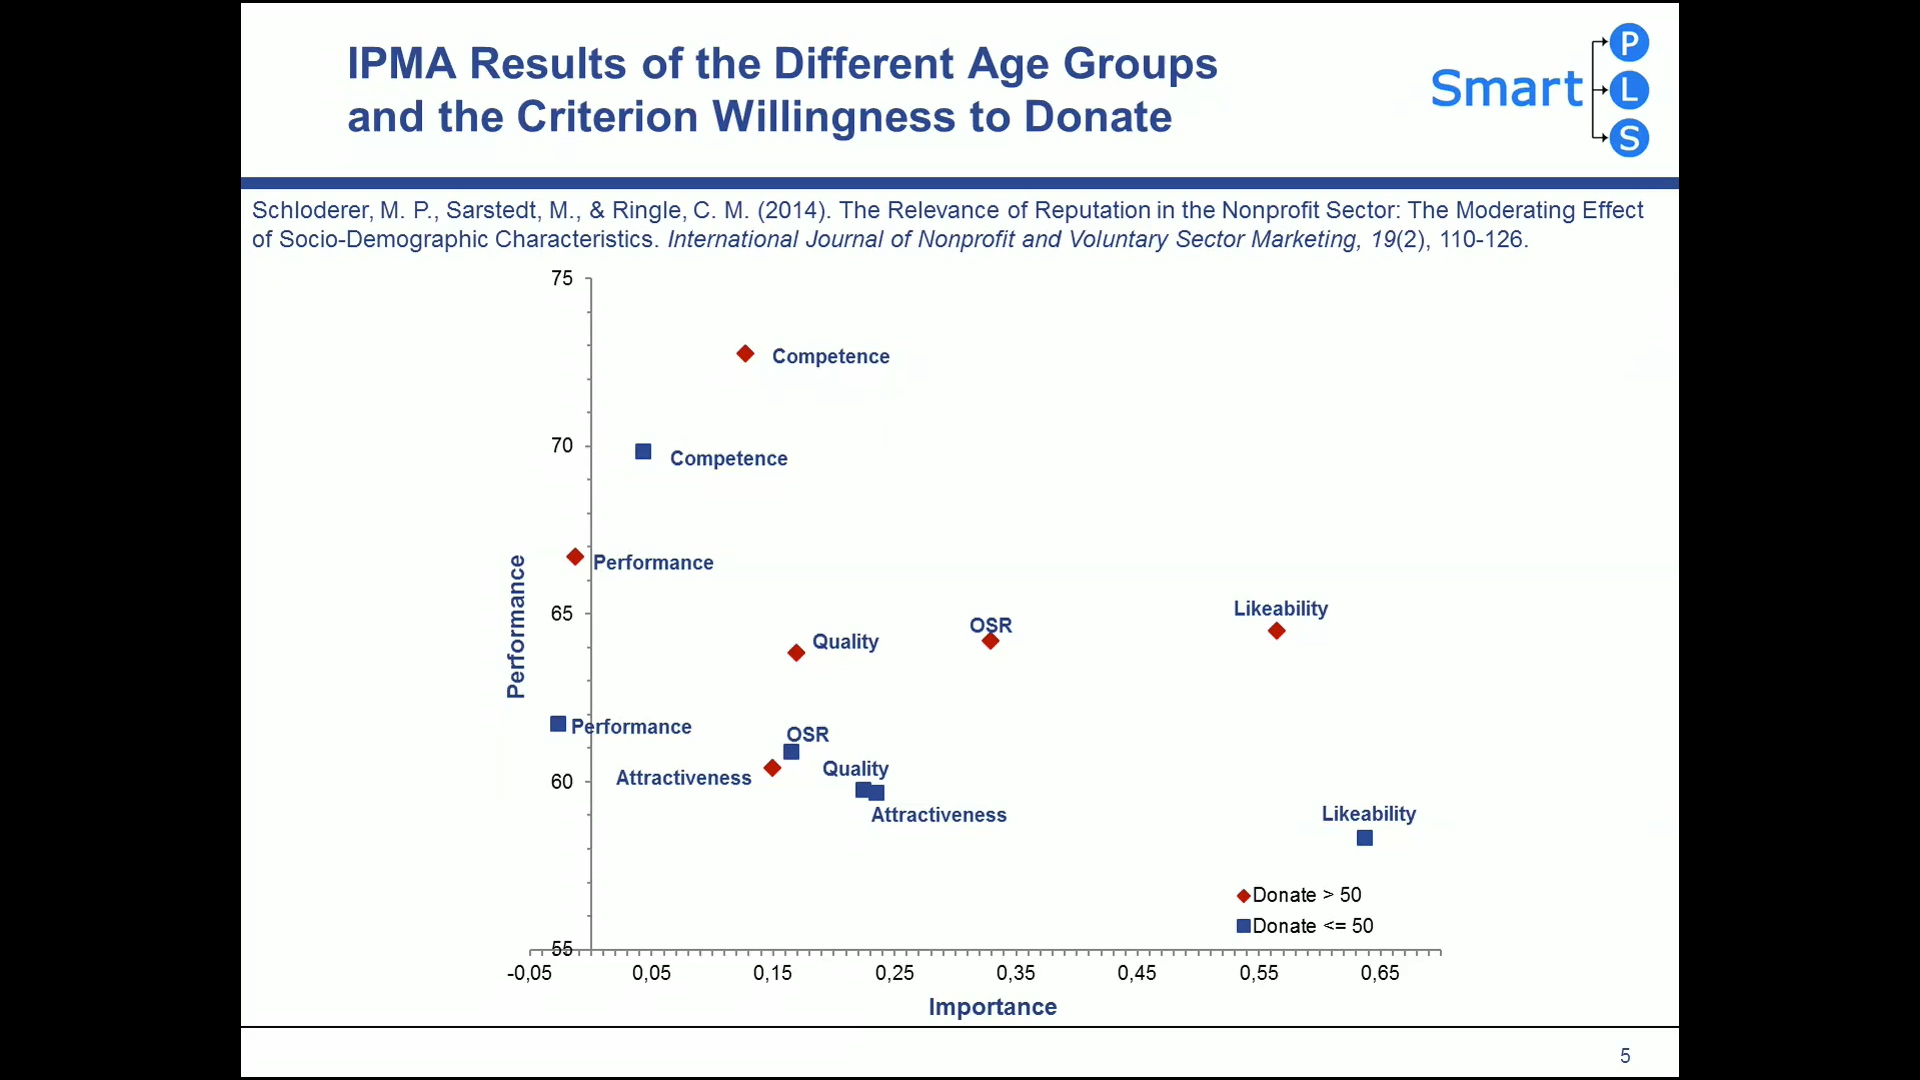 IPMA Results of the Different Age Groups
and the Criterion Willingness to Donate
Smart
P
L
S
Schloderer, M. P., Sarstedt, M., & Ringle, C. M. (2014). The Relevance of Reputation in the Nonprofit Sector: The Moderating Effect
of Socio-Demographic Characteristics. International Journal of Nonprofit and Voluntary Sector Marketing, 19(2), 110-126.
75
Competence
70
Competence
Performance
Performance
65
Likeability
OSR
Quality
Performance
OSR
Quality
Attractiveness
60
Attractiveness
Likeability
Donate > 50
Donate <= 50
55
-0,05 0,05 0,15 0,25 0,35 0,45 0,55 0,65
Importance
5